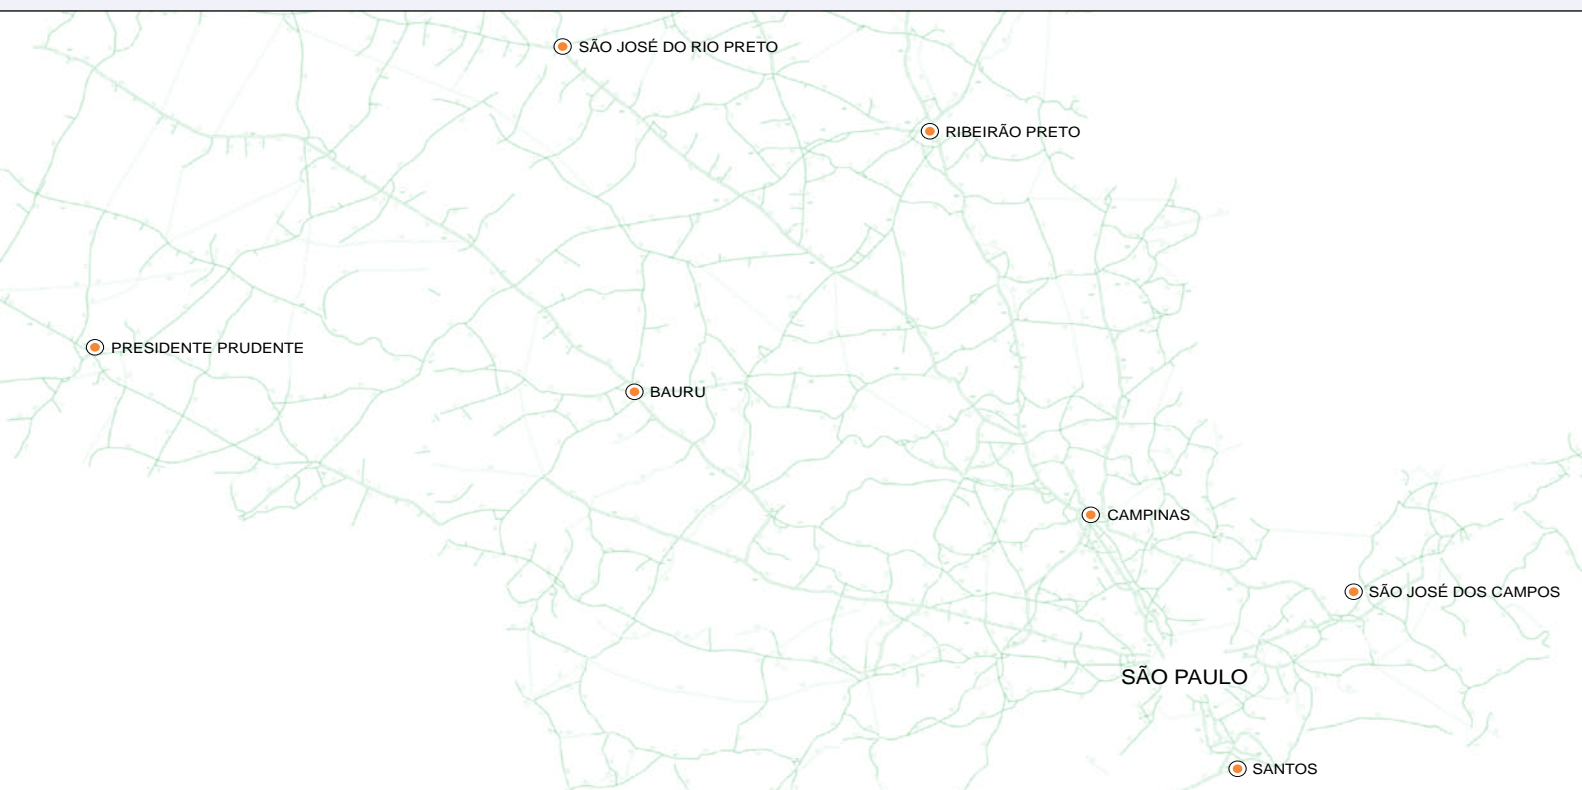 SÃO JOSÉ DO RIO PRETO
RIBEIRÃO PRETO
PRESIDENTE PRUDENTE
BAURU
CAMPINAS
SÃO JOSÉ DOS CAMPOS
SÃO PAULO
SANTOS